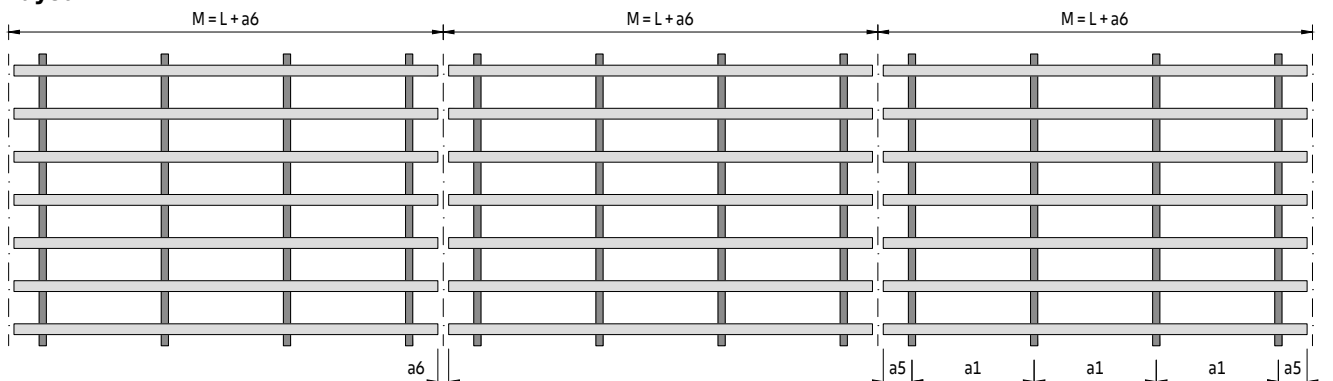 M = L + a6 M = L + a6 M = L + a6
a6 a5 a1 a1 a1 a5